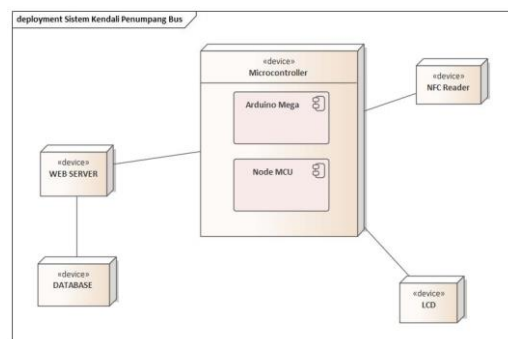 deployment Sistem Kendali Penumpang Bus
«device»
Microcontroller
Arduino Mega
Node MCU
«device»
NFC Reader
«device»
WEB SERVER
«device»
DATABASE
«device»
LCD